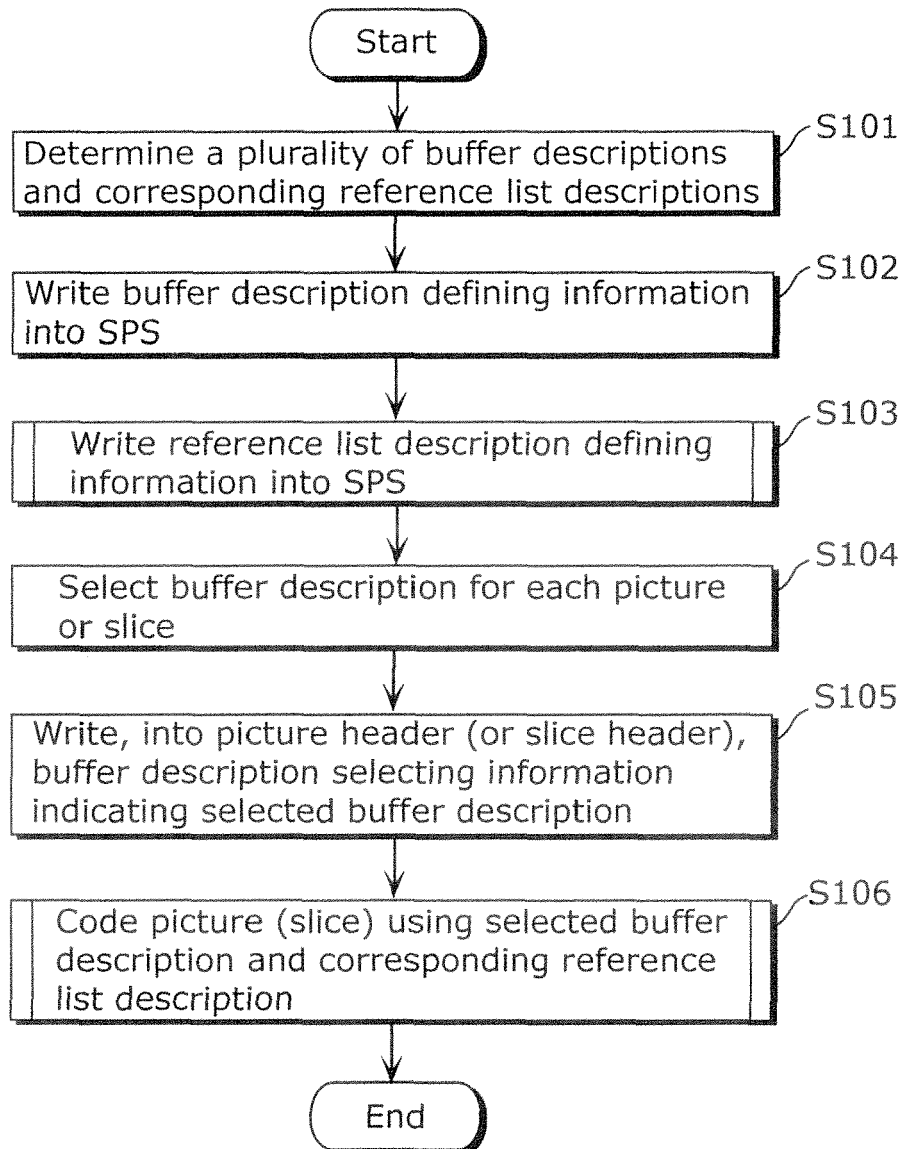 Start
S101
Determine a plurality of buffer descriptions
and corresponding reference list descriptions
S102
Write buffer description defining information
into SPS
S103
Write reference list description defining
information into SPS
S104
Select buffer description for each picture
or slice
S105
Write, into picture header (or slice header),
buffer description selecting information
indicating selected buffer description
S106
Code picture (slice) using selected buffer
description and corresponding reference
list description
End